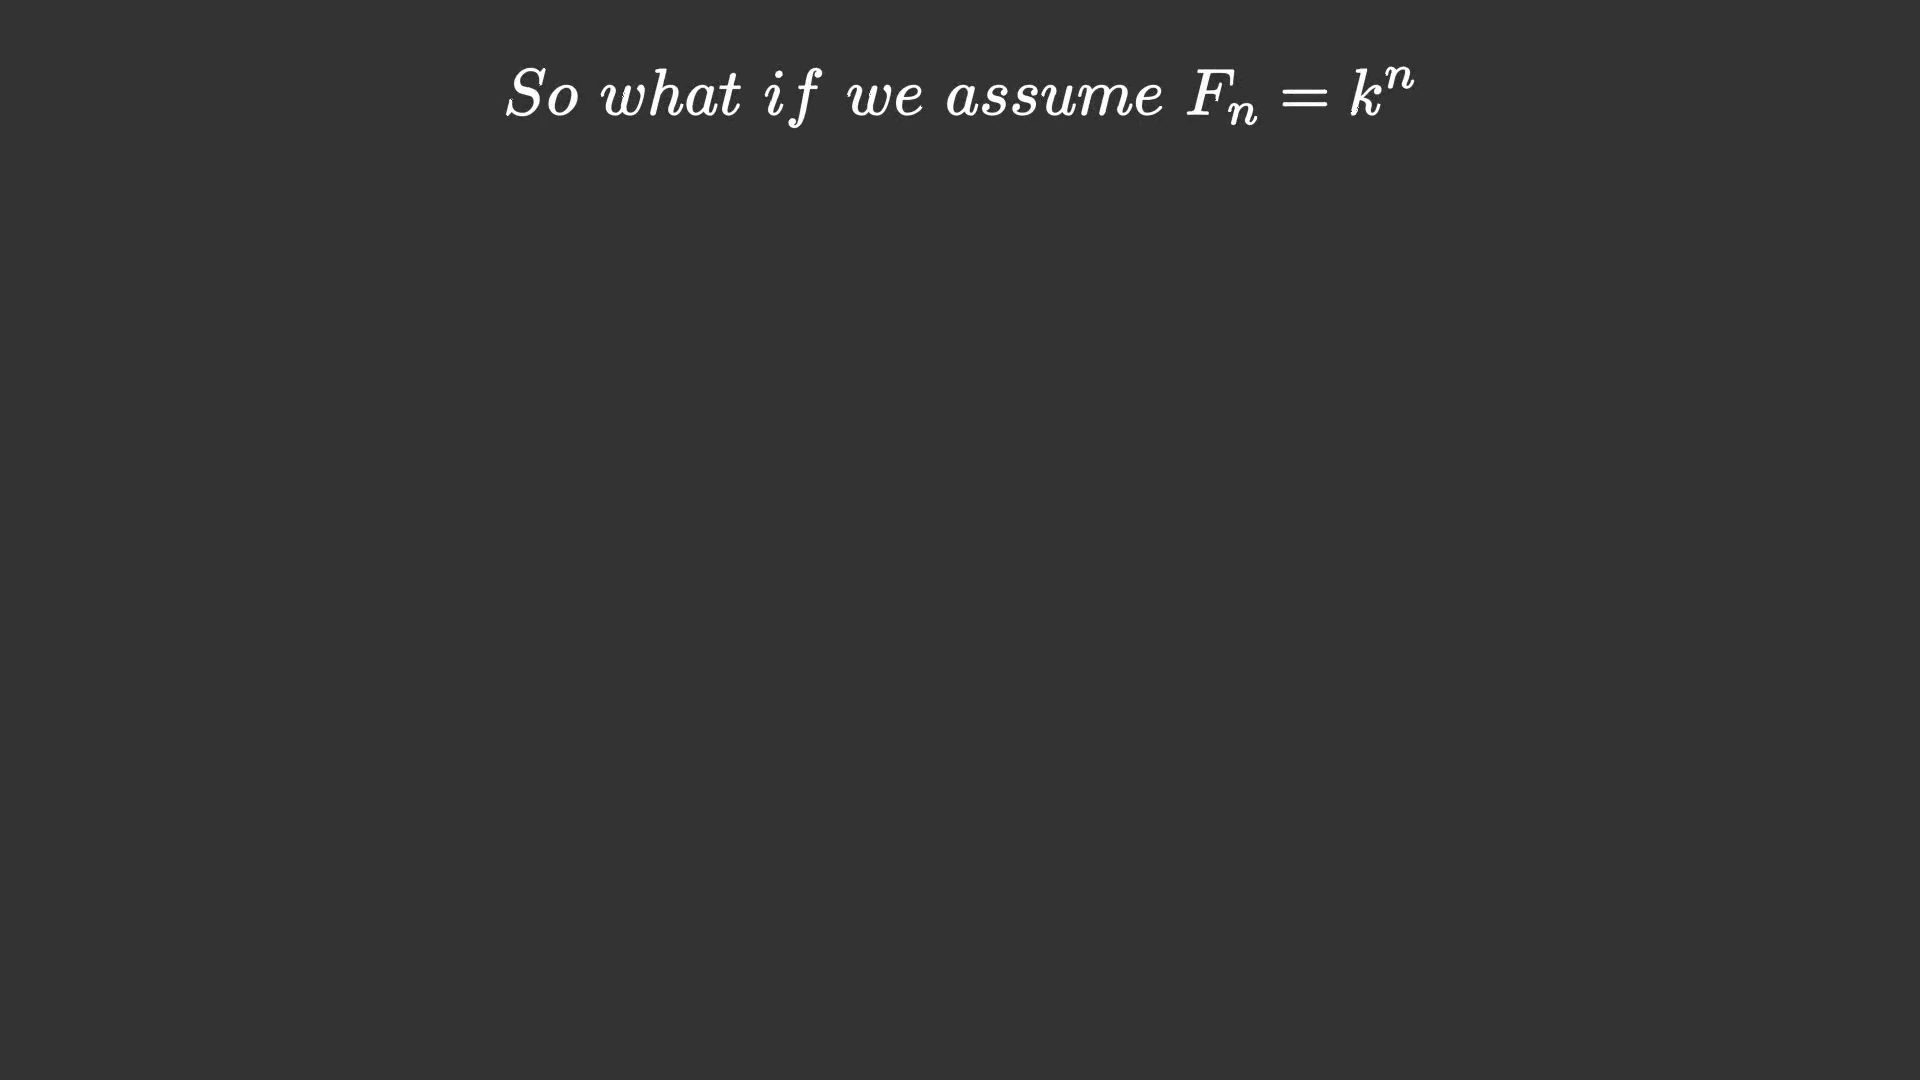 So what if we assume Fₙ = kⁿ